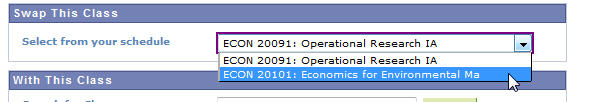 Swap This Class
Select from your schedule
ECON 20091: Operational Research IA
ECON 20091: Operational Research IA
ECON 20101: Economics for Environmental Ma
With This Class